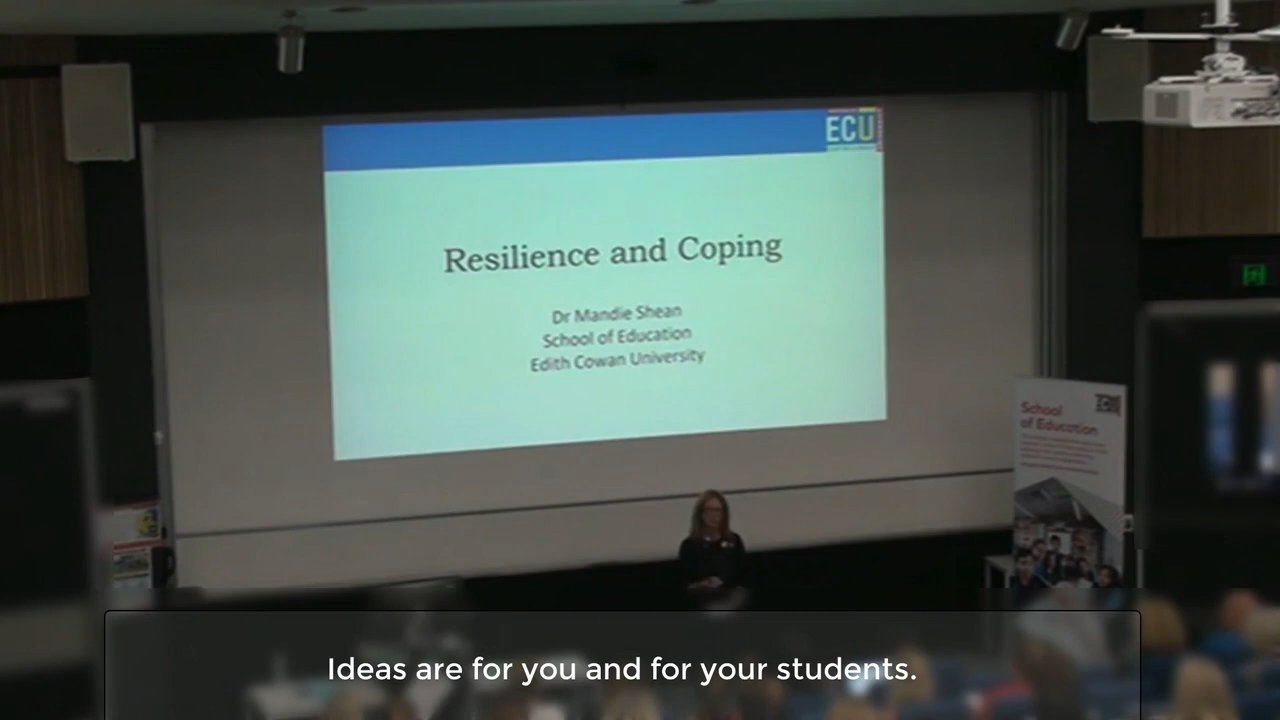 ECU
Resilience and Coping
Dr Mandie Shean
School of Education
Edith Cowan University
School
of Education
Ideas are for you and for your students.